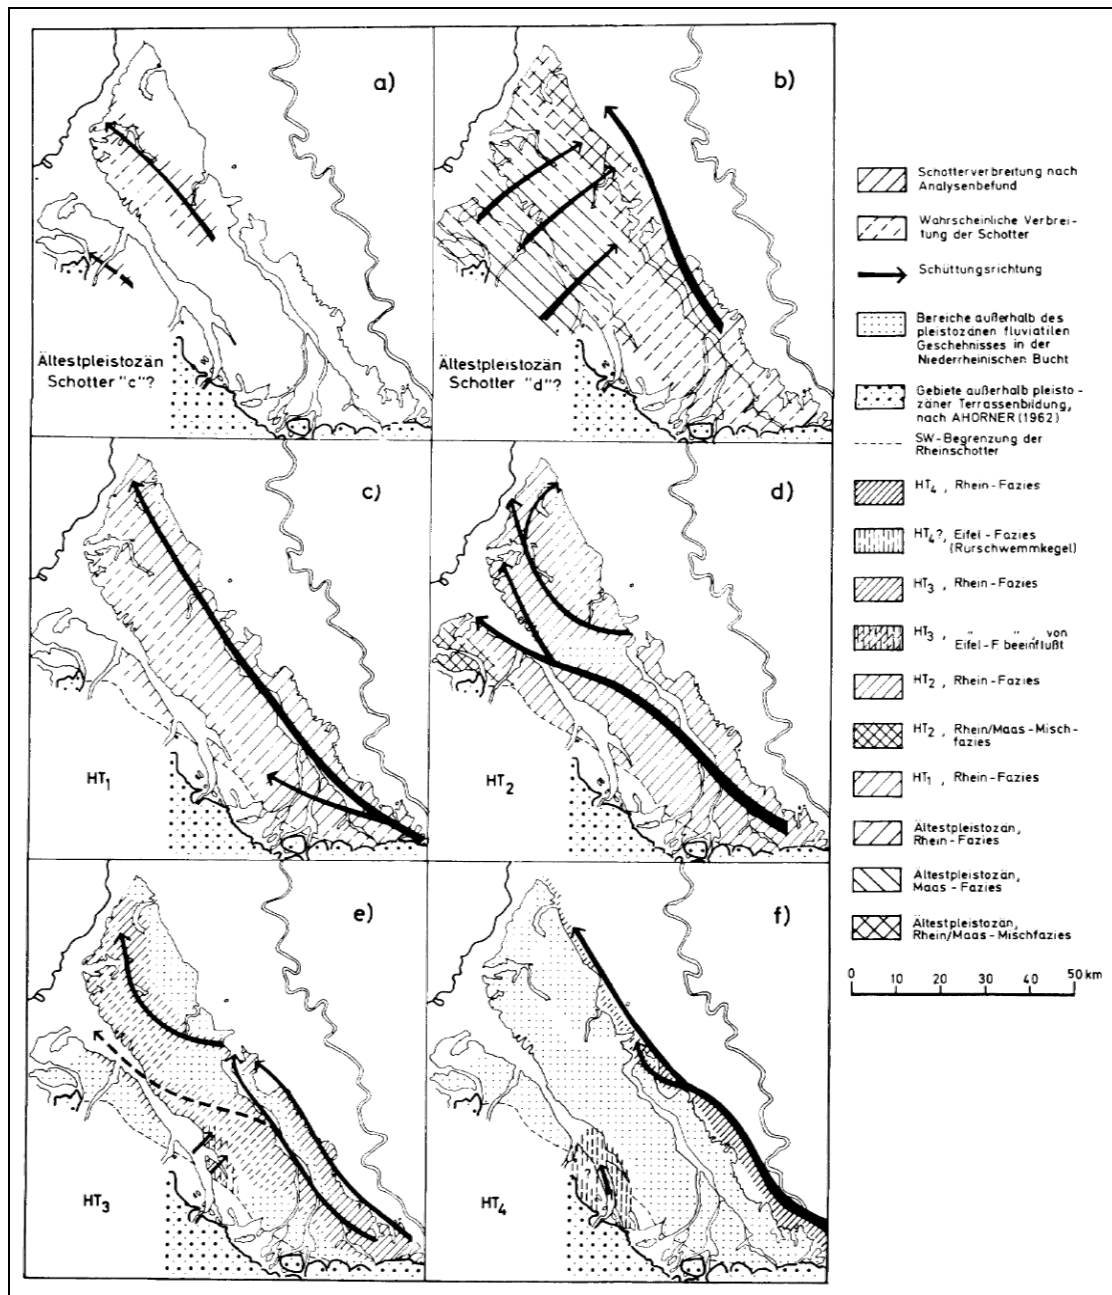 a)
Ältestpleistozän
Schotter "c"?
b)
Ältestpleistozän
Schotter "d"?
c)
HT1
d)
HT2
e)
HT3
f)
?
HT4
Schotterverbreitung nach
Analysenbefund
Wahrscheinliche Verbrei-
tung der Schotter
Schüttungsrichtung
Bereiche außerhalb des
pleistozänen fluviatilen
Geschehnisses in der
Niederrheinischen Bucht
Gebiete außerhalb pleisto-
zäner Terrassenbildung,
nach AHORNER (1962)
SW-Begrenzung der
Rheinschotter
HT4, Rhein-Fazies
HT4?, Eifel-Fazies
(Rurschwemmkegel)
HT3, Rhein-Fazies
HT3, " ", von
Eifel-F beeinflußt
HT2, Rhein-Fazies
HT2, Rhein/Maas-Misch-
fazies
HT1, Rhein-Fazies
Ältestpleistozän,
Rhein-Fazies
Ältestpleistozän,
Maas-Fazies
Ältestpleistozän,
Rhein/Maas-Mischfazies
0 10 20 30 40 50 km